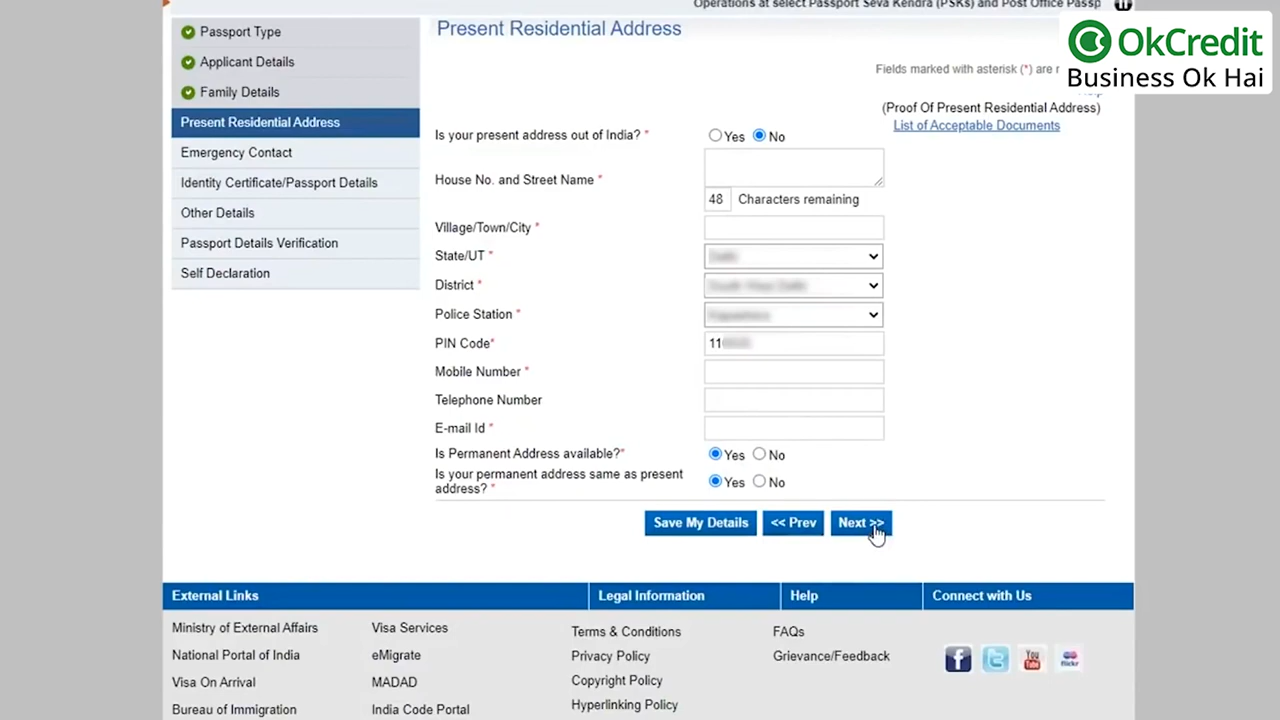 Operations at select Passport Seva Kendra (PSKs) and Post Office Passp
OkCredit
Business Ok Hai
Passport Type
Applicant Details
Family Details
Present Residential Address
Emergency Contact
Identity Certificate/Passport Details
Other Details
Passport Details Verification
Self Declaration
Present Residential Address
Fields marked with asterisk (*) are
(Proof Of Present Residential Address)
List of Acceptable Documents
Is your present address out of India? * Yes No
House No. and Street Name *
48 Characters remaining
Village/Town/City *
State/UT *
District *
Police Station *
PIN Code* 11
Mobile Number *
Telephone Number
E-mail Id *
Is Permanent Address available?* Yes No
Is your permanent address same as present
address? * Yes No
Save My Details << Prev Next >>
External Links Legal Information Help Connect with Us
Ministry of External Affairs Visa Services Terms & Conditions FAQs
National Portal of India eMigrate Privacy Policy Grievance/Feedback
You
Tube
flickr
Visa On Arrival MADAD Copyright Policy
Bureau of Immigration India Code Portal Hyperlinking Policy